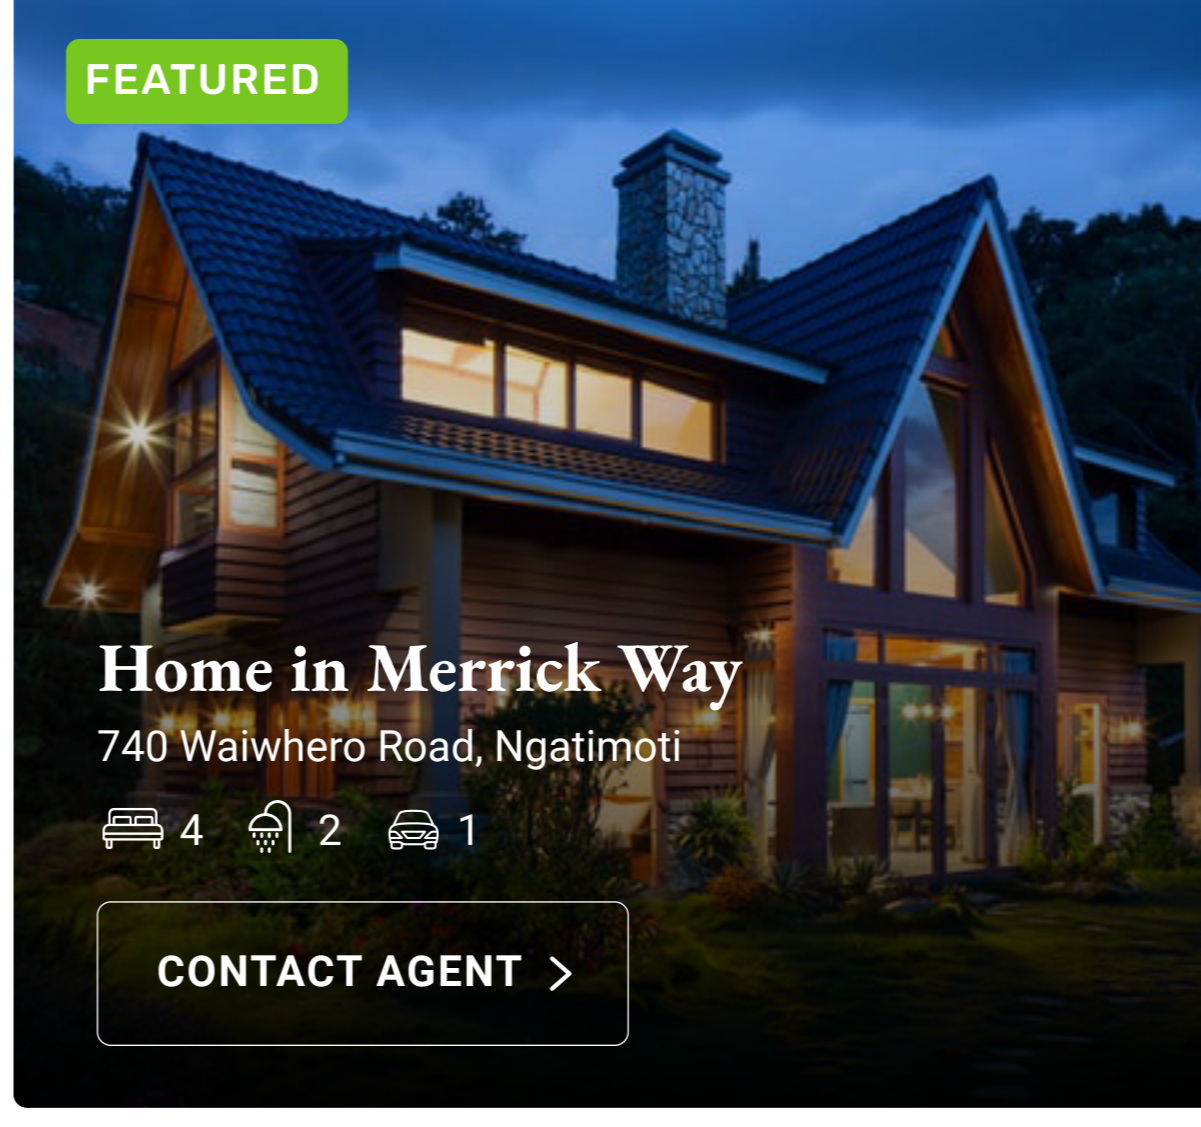 FEATURED
Home in Merrick Way
740 Waiwhero Road, Ngatimoti
4 2 1
CONTACT AGENT